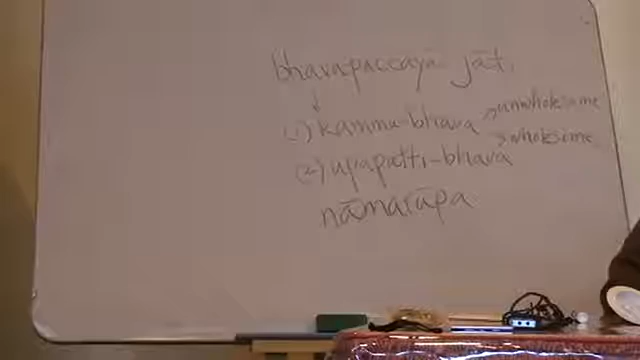 bhavapaccayā jāti
↓
(1) kamma-bhava > unwholesome
> wholesome
(2) upapatti-bhava
nāmarūpa